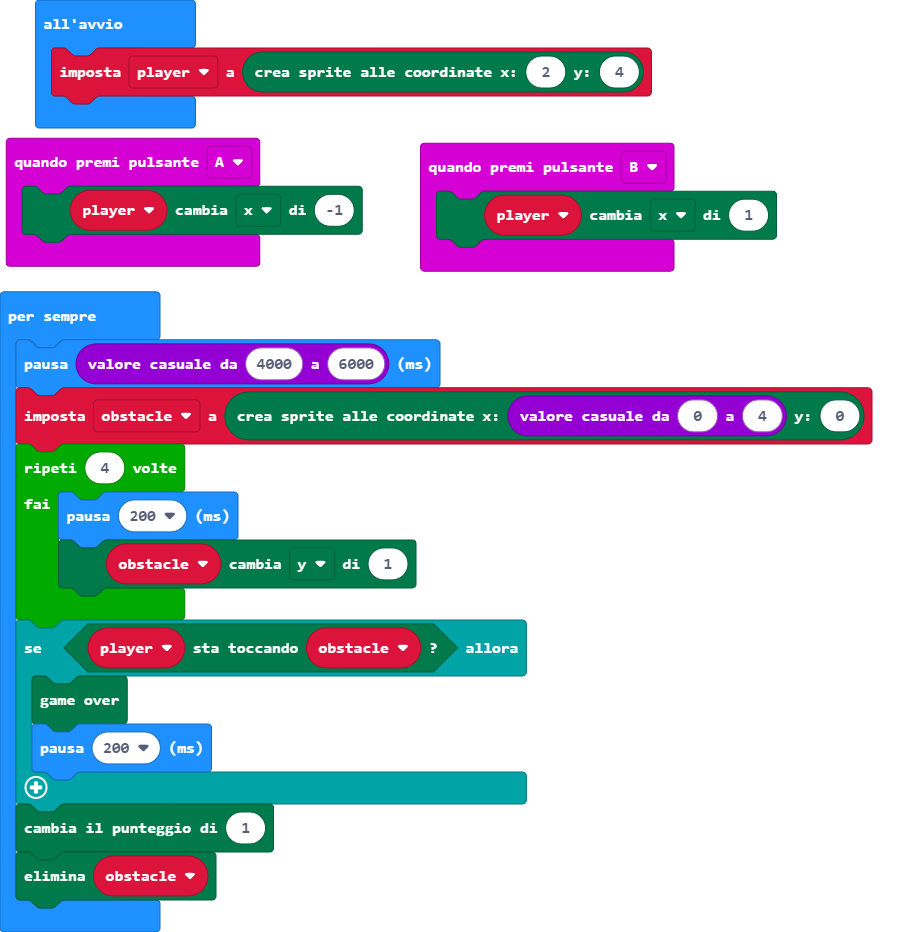 all'avvio
imposta player a crea sprite alle coordinate x: 2 y: 4
quando premi pulsante A
player cambia x di -1
quando premi pulsante B
player cambia x di 1
per sempre
pausa valore casuale da 4000 a 6000 (ms)
imposta obstacle a crea sprite alle coordinate x: valore casuale da 0 a 4 y: 0
ripeti 4 volte
fai
pausa 200 (ms)
obstacle cambia y di 1
se player sta toccando obstacle ? allora
game over
pausa 200 (ms)
cambia il punteggio di 1
elimina obstacle